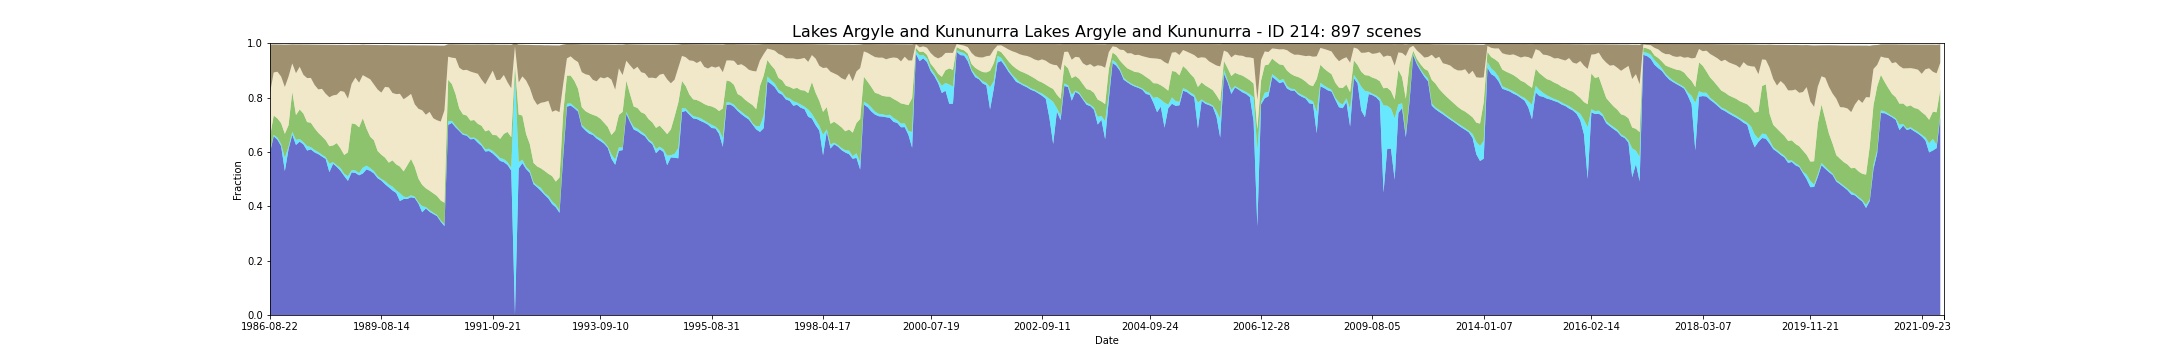 Lakes Argyle and Kununurra Lakes Argyle and Kununurra - ID 214: 897 scenes
1.0
0.8
0.6
0.4
0.2
0.0
Fraction
1986-08-22 1989-08-14 1991-09-21 1993-09-10 1995-08-31 1998-04-17 2000-07-19 2002-09-11 2004-09-24 2006-12-28 2009-08-05 2014-01-07 2016-02-14 2018-03-07 2019-11-21 2021-09-23
Date